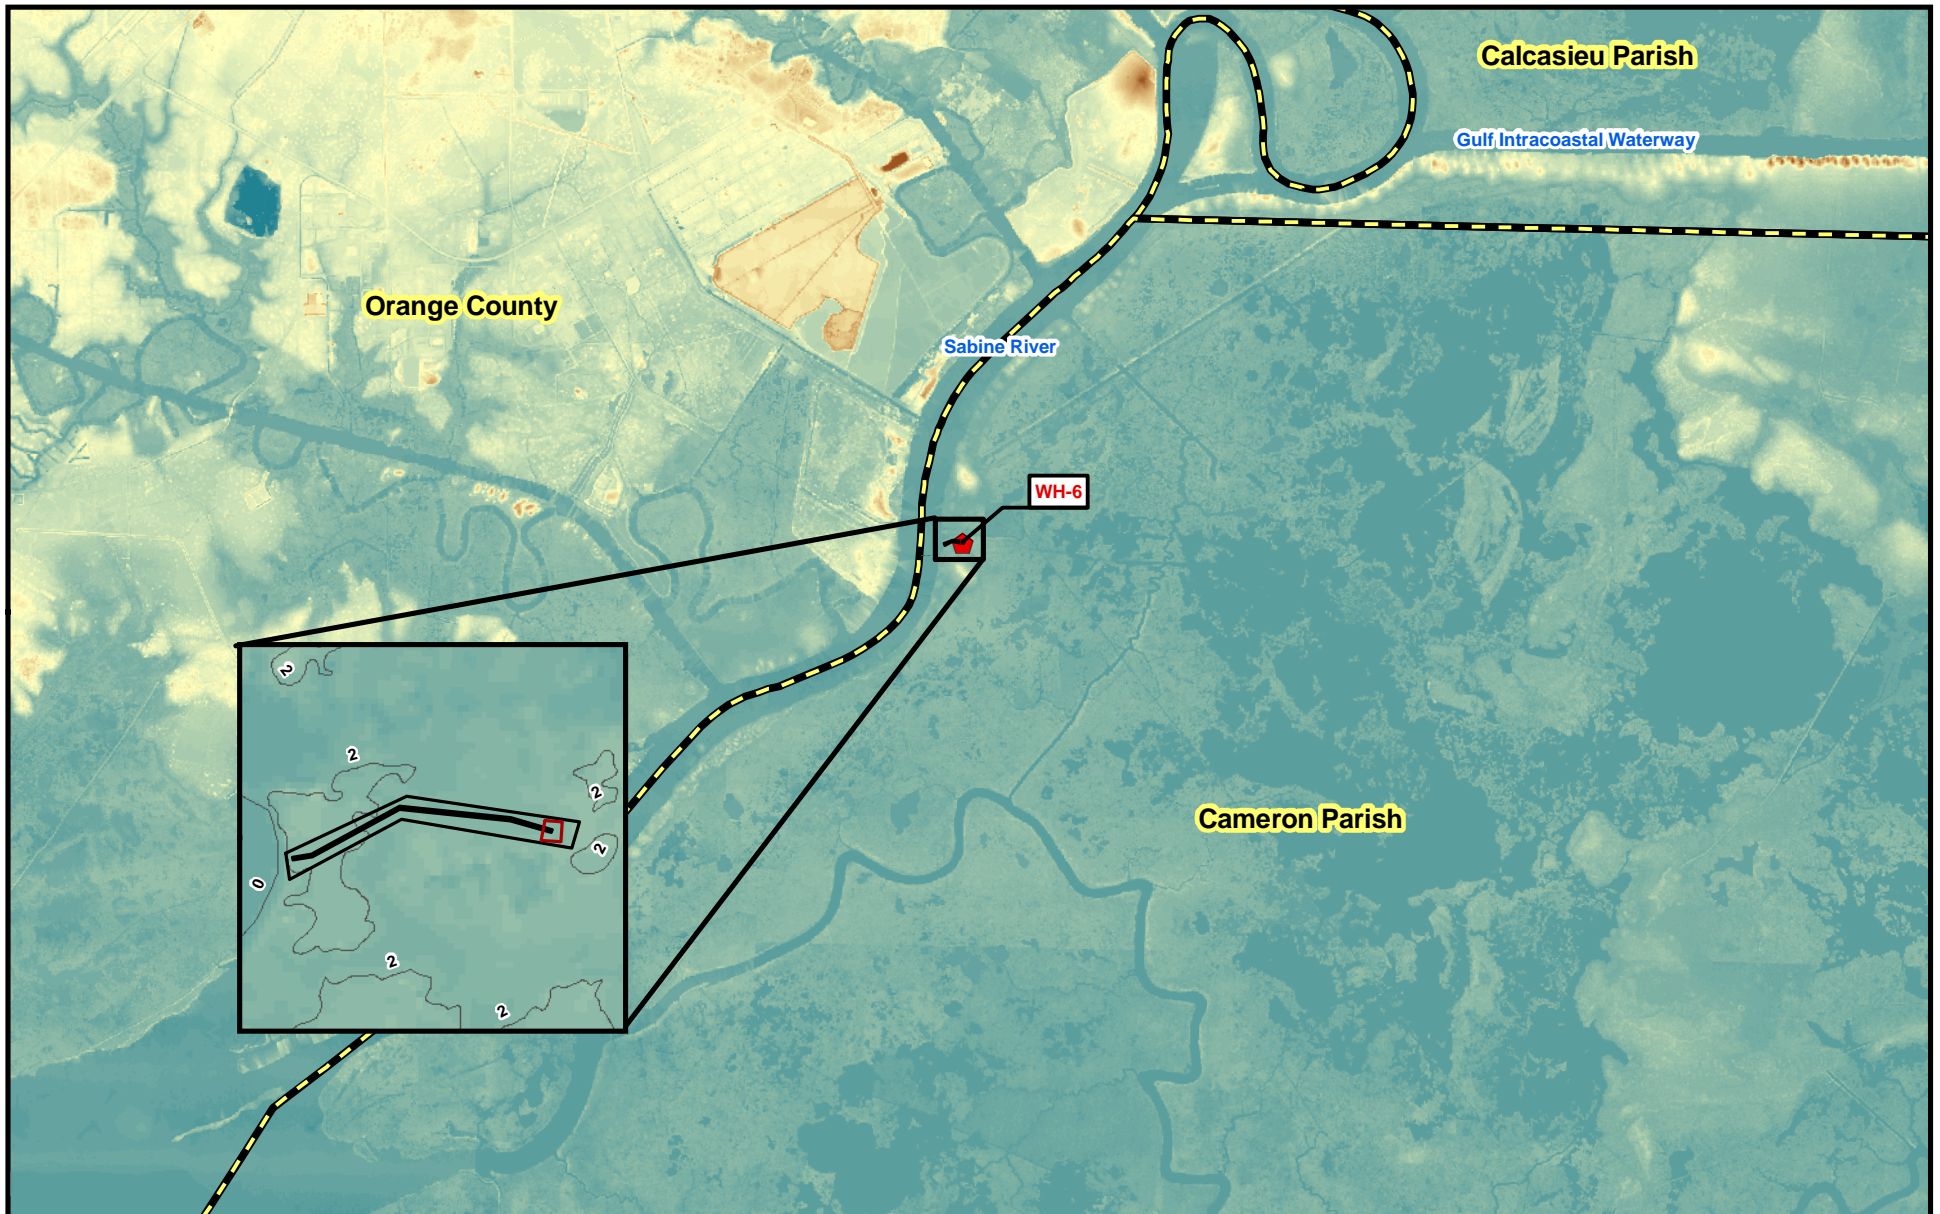 Calcasieu Parish
Gulf Intracoastal Waterway
Orange County
Sabine River
WH-6
2
2
2
Cameron Parish
2
0
2
2